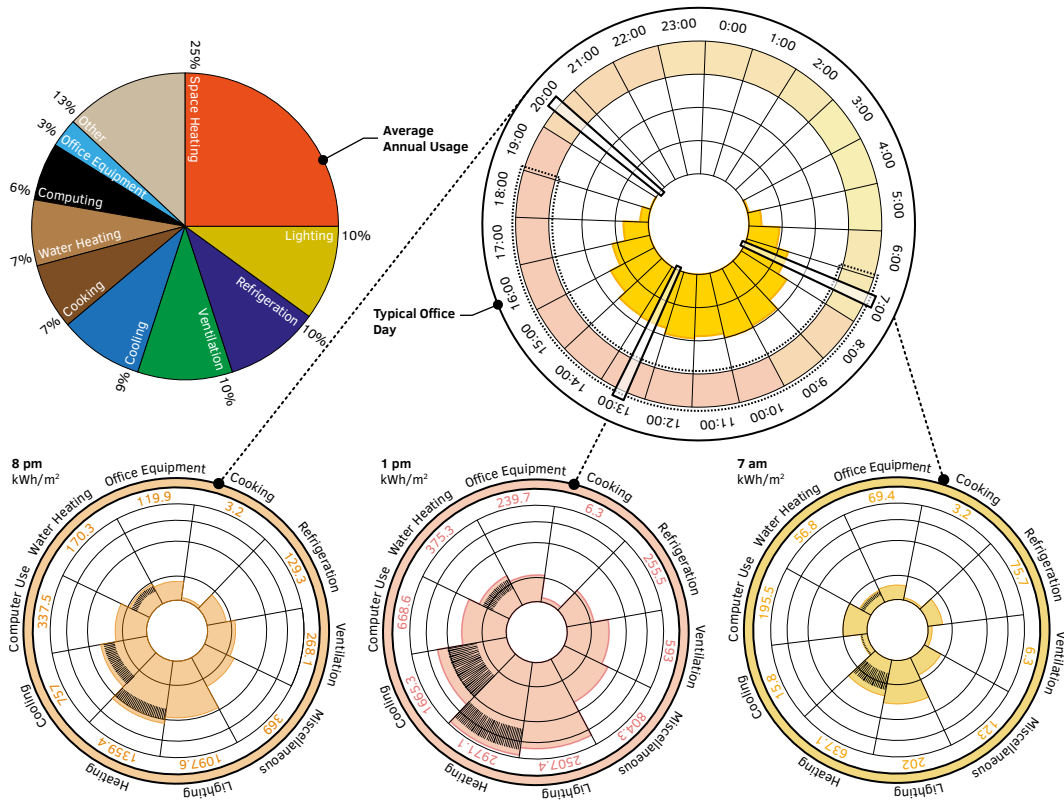 25%
Space Heating
10%
Lighting
10%
Refrigeration
10%
Ventilation
9%
Cooling
7%
Cooking
7%
Water Heating
6%
Computing
3%
Office Equipment
13%
Other
Average
Annual Usage
Typical Office
Day
0:00
1:00
2:00
3:00
4:00
5:00
6:00
7:00
8:00
9:00
10:00
11:00
12:00
13:00
14:00
15:00
16:00
17:00
18:00
19:00
20:00
21:00
22:00
23:00
8 pm
kWh/m²
Office Equipment
119.9
Cooking
3.2
Refrigeration
129.3
Ventilation
268.1
Miscellaneous
369
Lighting
1097.6
Heating
1359.4
Cooling
757
Computer Use
337.5
Water Heating
170.3
1 pm
kWh/m²
Office Equipment
239.7
Cooking
6.3
Refrigeration
255.5
Ventilation
593
Miscellaneous
804.3
Lighting
2507.4
Heating
2971.1
Cooling
1665.3
Computer Use
668.6
Water Heating
375.3
7 am
kWh/m²
Office Equipment
69.4
Cooking
3.2
Refrigeration
75.7
Ventilation
6.3
Miscellaneous
123
Lighting
202
Heating
637.1
Cooling
15.8
Computer Use
195.5
Water Heating
56.8